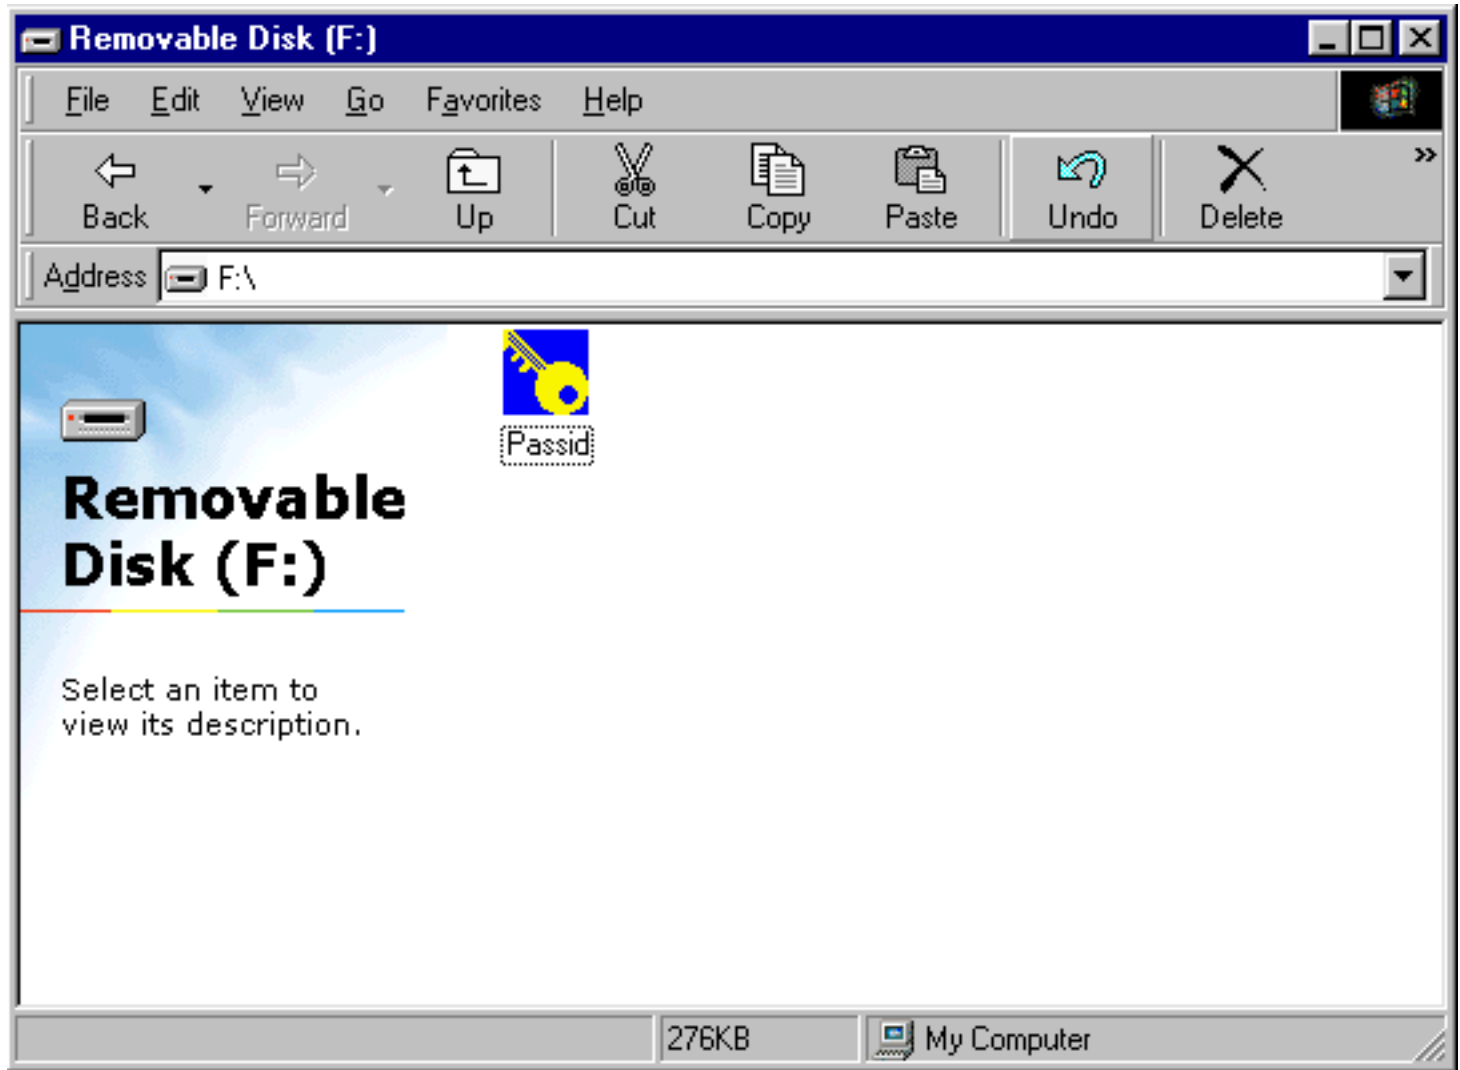 Removable Disk (F:)
File Edit View Go Favorites Help
Back Forward Up Cut Copy Paste Undo Delete »
Address F:\
Passid
Removable
Disk (F:)
Select an item to
view its description.
276KB My Computer